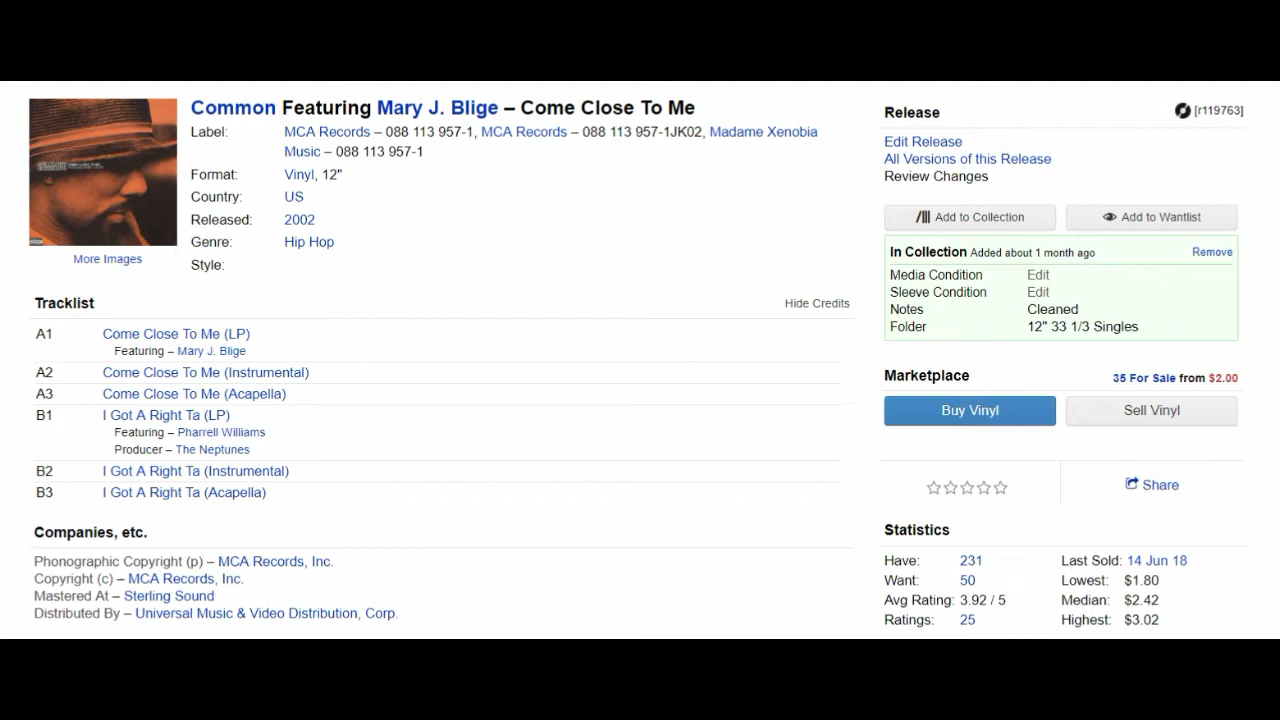 Common Featuring Mary J. Blige – Come Close To Me
Label: MCA Records – 088 113 957-1, MCA Records – 088 113 957-1JK02, Madame Xenobia
Music – 088 113 957-1
Format: Vinyl, 12"
Country: US
Released: 2002
Genre: Hip Hop
Style:
More Images
Tracklist Hide Credits
A1 Come Close To Me (LP)
Featuring – Mary J. Blige
A2 Come Close To Me (Instrumental)
A3 Come Close To Me (Acapella)
B1 I Got A Right Ta (LP)
Featuring – Pharrell Williams
Producer – The Neptunes
B2 I Got A Right Ta (Instrumental)
B3 I Got A Right Ta (Acapella)
Companies, etc.
Phonographic Copyright (p) – MCA Records, Inc.
Copyright (c) – MCA Records, Inc.
Mastered At – Sterling Sound
Distributed By – Universal Music & Video Distribution, Corp.
Release [r119763]
Edit Release
All Versions of this Release
Review Changes
Add to Collection Add to Wantlist
In Collection Added about 1 month ago Remove
Media Condition Edit
Sleeve Condition Edit
Notes Cleaned
Folder 12" 33 1/3 Singles
Marketplace 35 For Sale from $2.00
Buy Vinyl Sell Vinyl
Share
Statistics
Have: 231 Last Sold: 14 Jun 18
Want: 50 Lowest: $1.80
Avg Rating: 3.92 / 5 Median: $2.42
Ratings: 25 Highest: $3.02